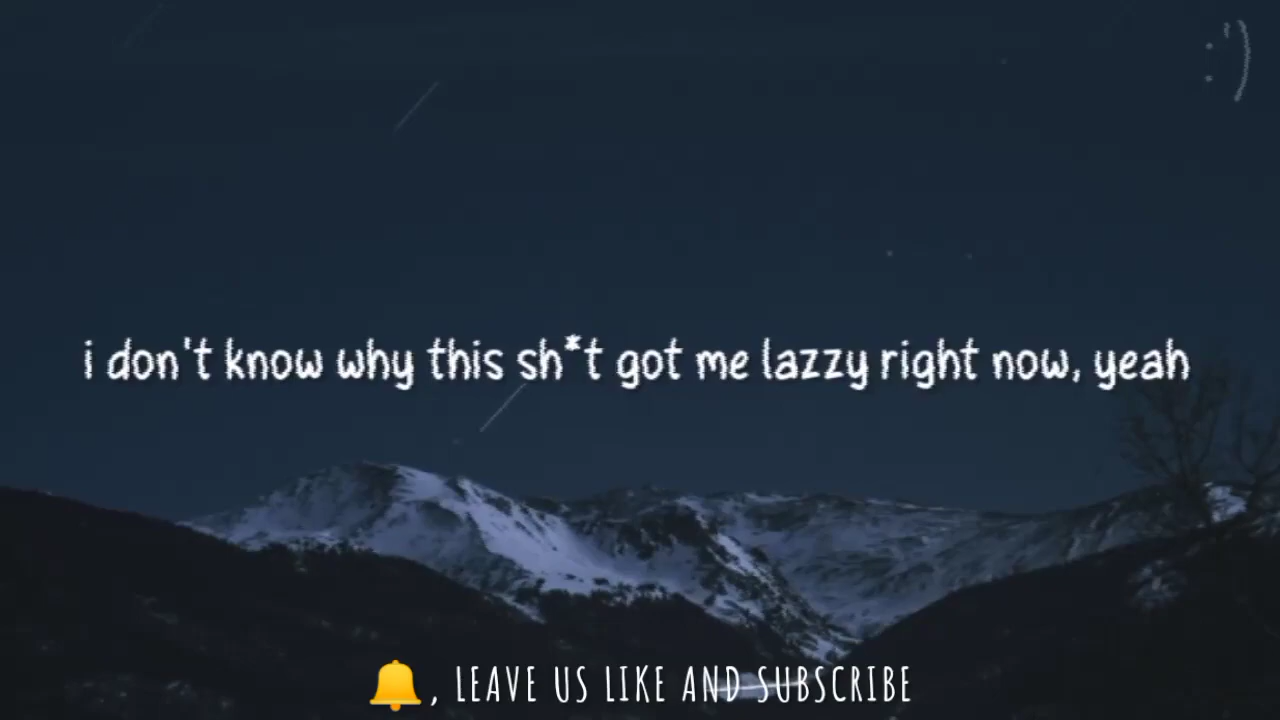 :')
i don't know why this sh*t got me lazzy right now, yeah
🔔, LEAVE US LIKE AND SUBSCRIBE